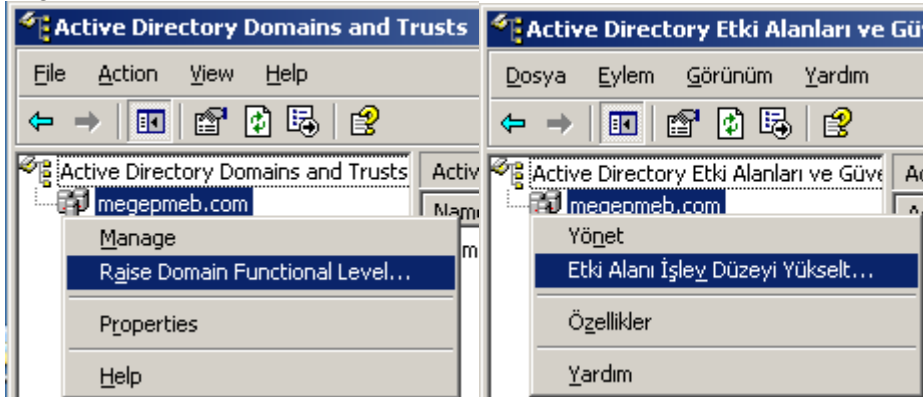 Active Directory Domains and Trusts
File Action View Help
Active Directory Domains and Trusts
Activ
megepmeb.com
Nam
Manage
Raise Domain Functional Level...
Properties
Help
Active Directory Etki Alanları ve Gü
Dosya Eylem Görünüm Yardım
Active Directory Etki Alanları ve Güve
megepmeb.com
Yönet
Etki Alanı İşlev Düzeyi Yükselt...
Özellikler
Yardım